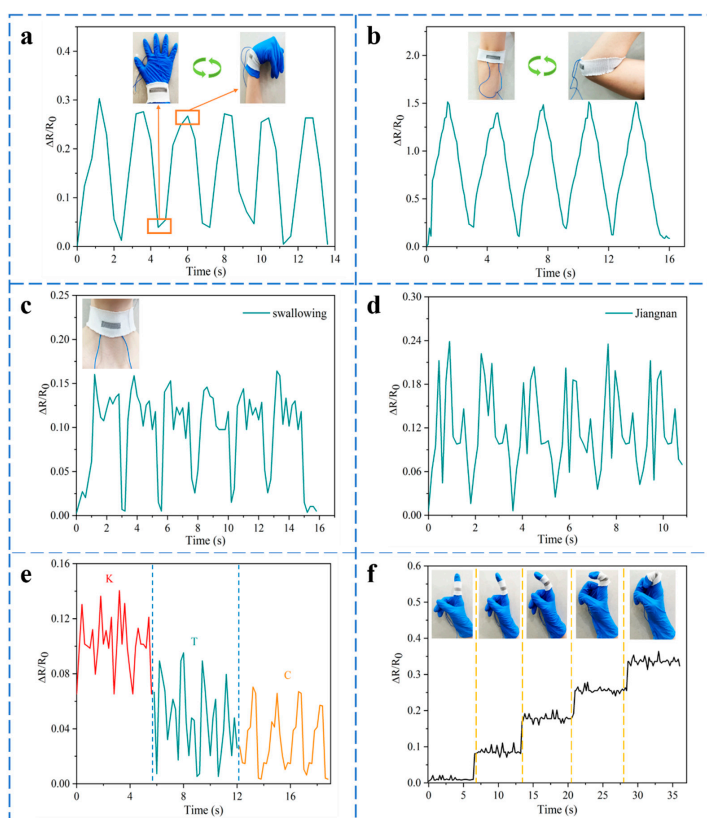 a
0.4
0.3
0.2
0.1
0.0
ΔR/R0
0 2 4 6 8 10 12 14
Time (s)
b
2.5
2.0
1.5
1.0
0.5
0.0
ΔR/R0
0 4 8 12 16
Time (s)
c
0.25
0.20
0.15
0.10
0.05
0.00
ΔR/R0
swallowing
0 2 4 6 8 10 12 14 16
Time (s)
d
0.30
0.24
0.18
0.12
0.06
0.00
ΔR/R0
Jiangnan
0 2 4 6 8 10
Time (s)
e
0.16
0.12
0.08
0.04
0.00
ΔR/R0
K
T
C
0 4 8 12 16
Time (s)
f
0.6
0.5
0.4
0.3
0.2
0.1
0.0
ΔR/R0
0 5 10 15 20 25 30 35
Time (s)